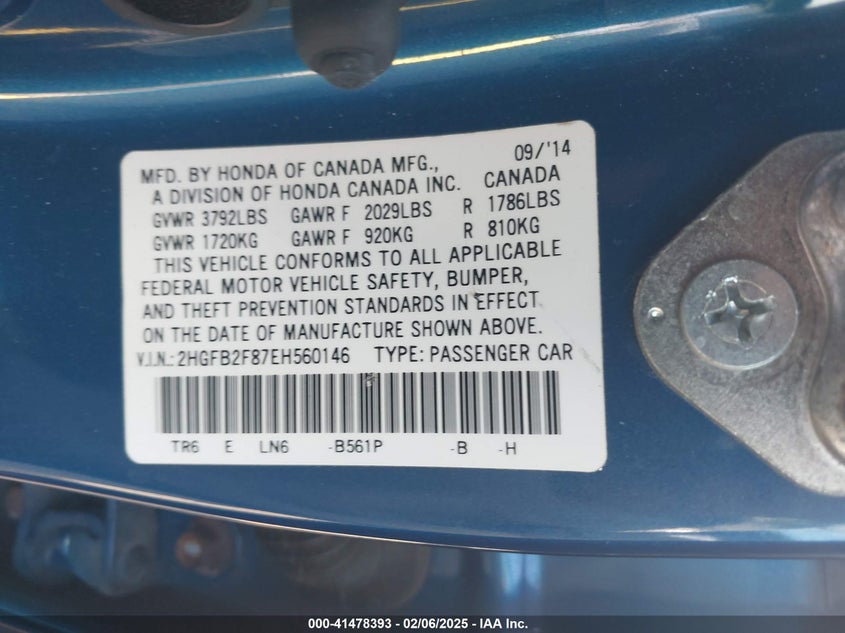 MFD. BY HONDA OF CANADA MFG., 09/'14
A DIVISION OF HONDA CANADA INC. CANADA
GVWR 3792LBS GAWR F 2029LBS R 1786LBS
GVWR 1720KG GAWR F 920KG R 810KG
THIS VEHICLE CONFORMS TO ALL APPLICABLE
FEDERAL MOTOR VEHICLE SAFETY, BUMPER,
AND THEFT PREVENTION STANDARDS IN EFFECT
ON THE DATE OF MANUFACTURE SHOWN ABOVE.
V.I.N.: 2HGFB2F87EH560146 TYPE: PASSENGER CAR
TR6 E LN6 -B561P -B -H
000-41478393 - 02/06/2025 - IAA Inc.